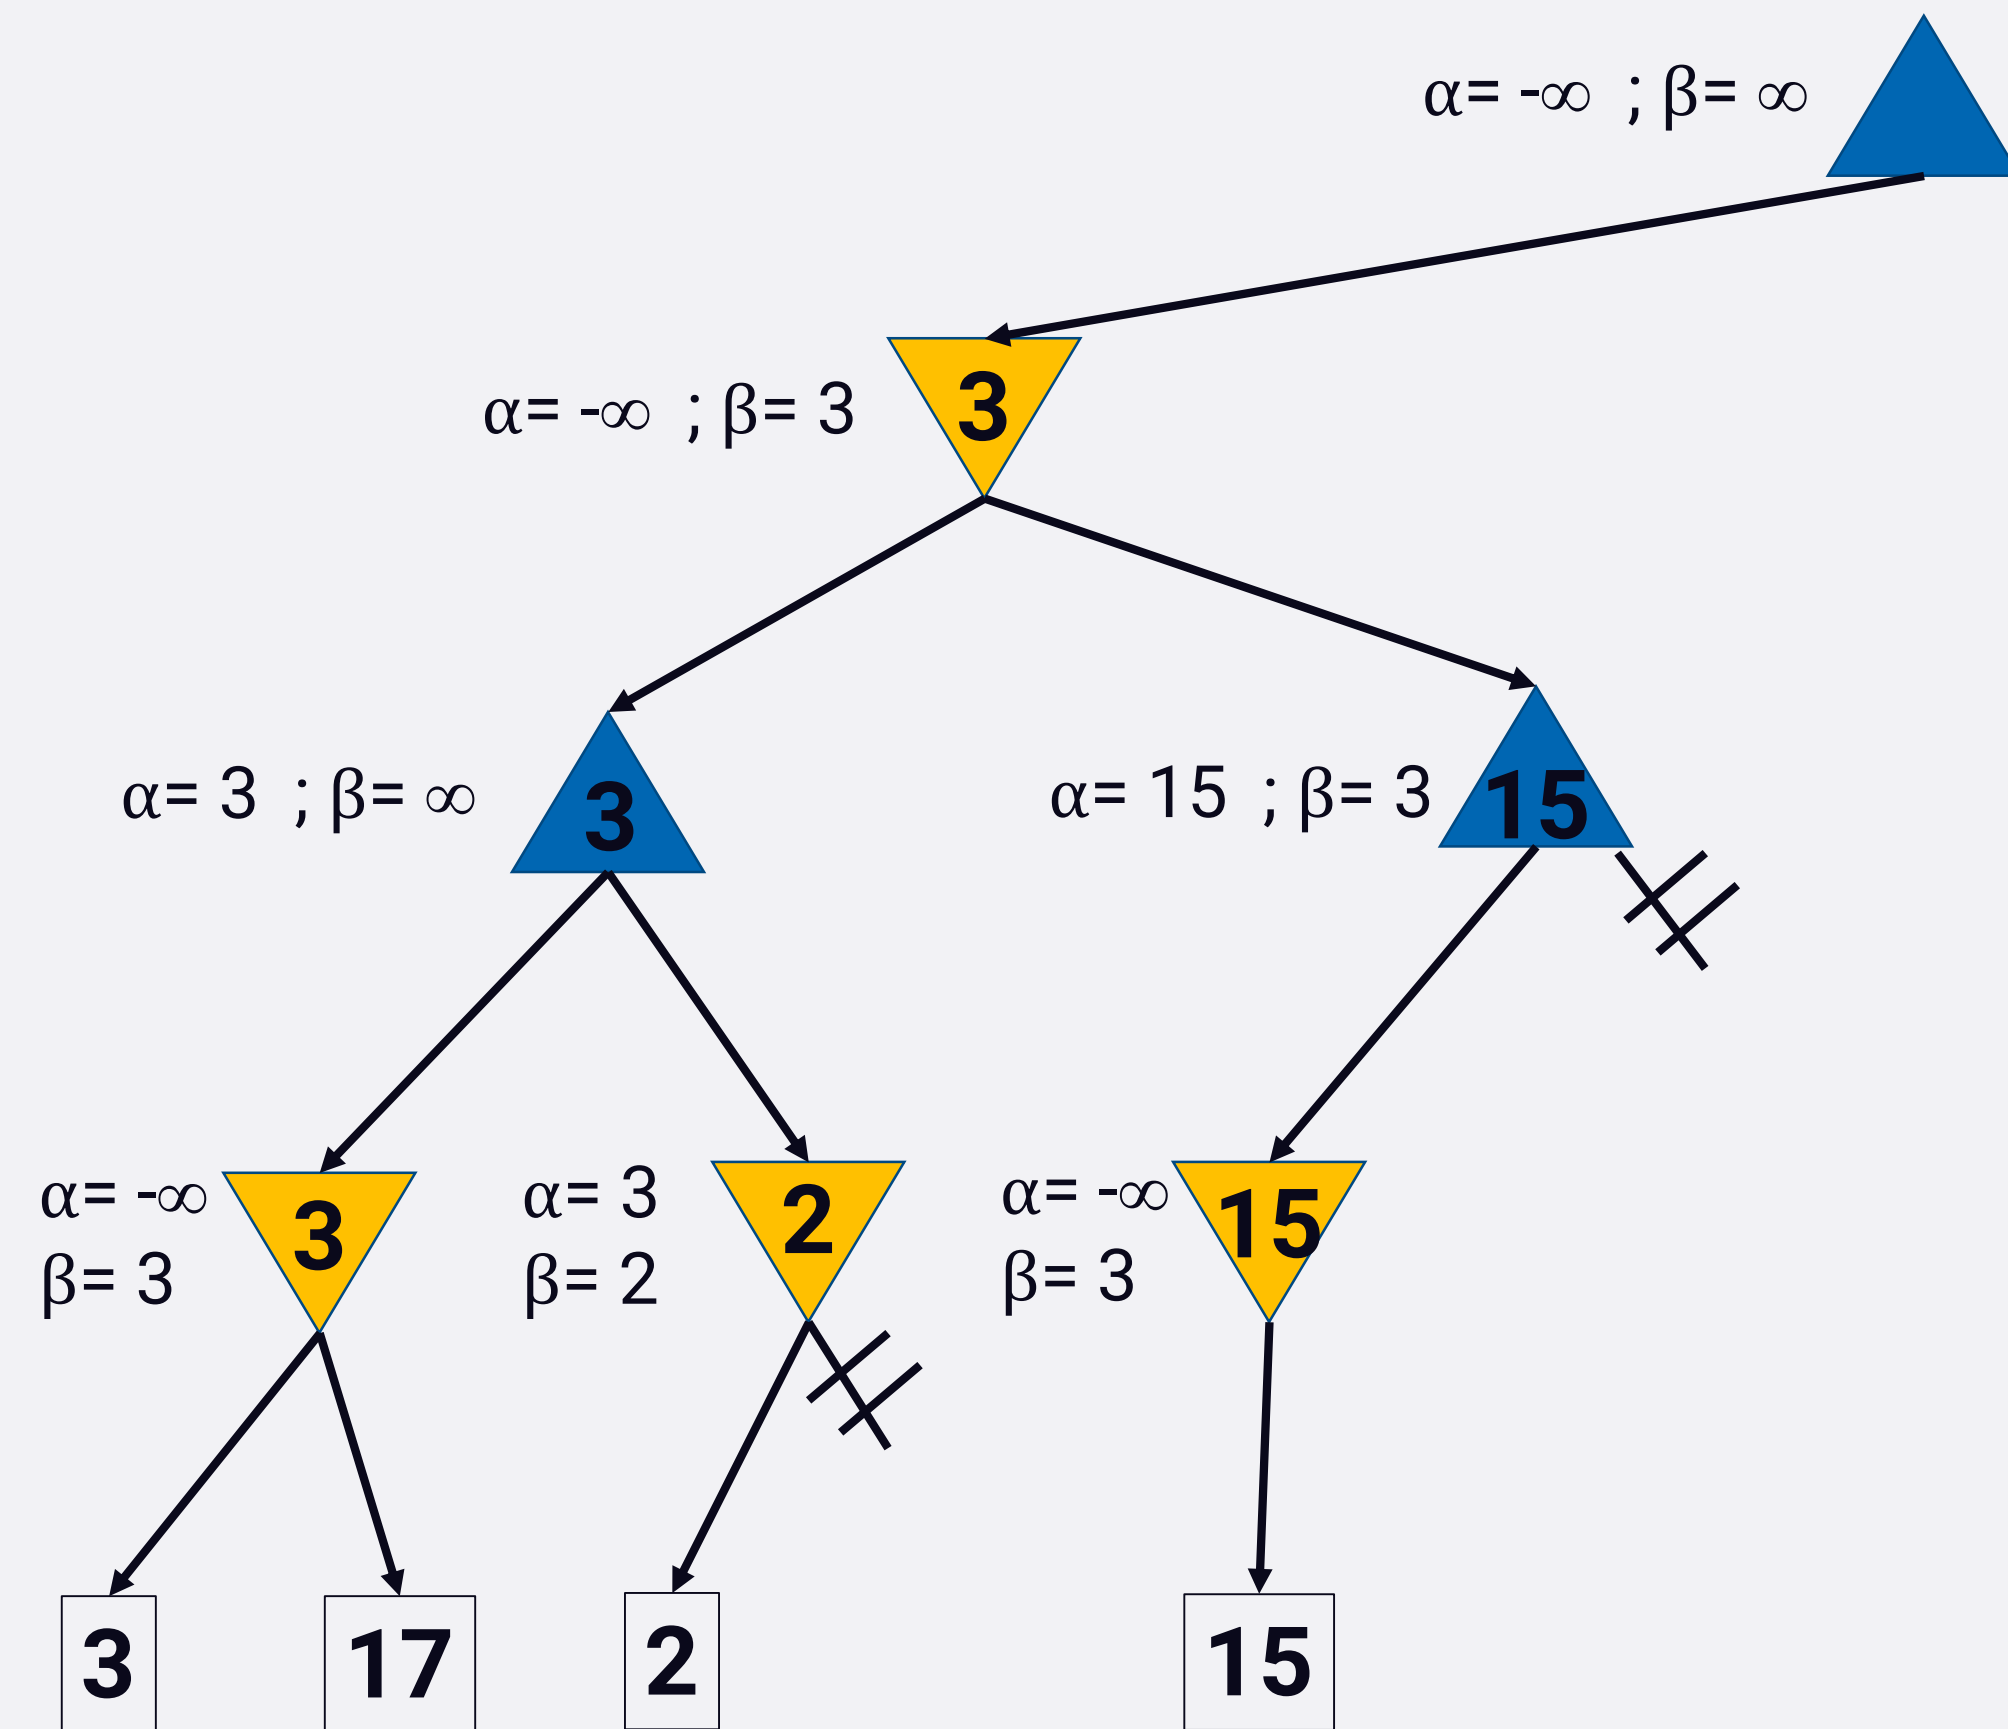 α= -∞ ; β= ∞
α= -∞ ; β= 3
3
α= 3 ; β= ∞
3
α= 15 ; β= 3
15
α= -∞
β= 3
3
α= 3
β= 2
2
α= -∞
β= 3
15
3
17
2
15